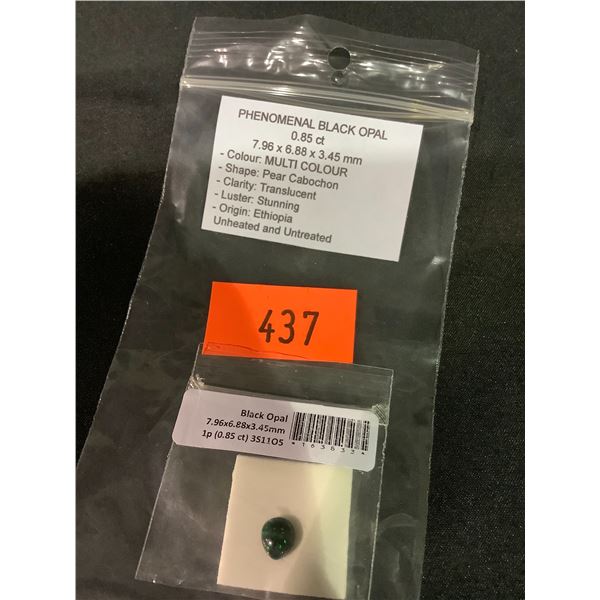 PHENOMENAL BLACK OPAL
0.85 ct
7.96 x 6.88 x 3.45 mm
- Colour: MULTI COLOUR
- Shape: Pear Cabochon
- Clarity: Translucent
- Luster: Stunning
- Origin: Ethiopia
Unheated and Untreated
437
Black Opal
7.96x6.88x3.45mm
1p (0.85 ct) 3511O5